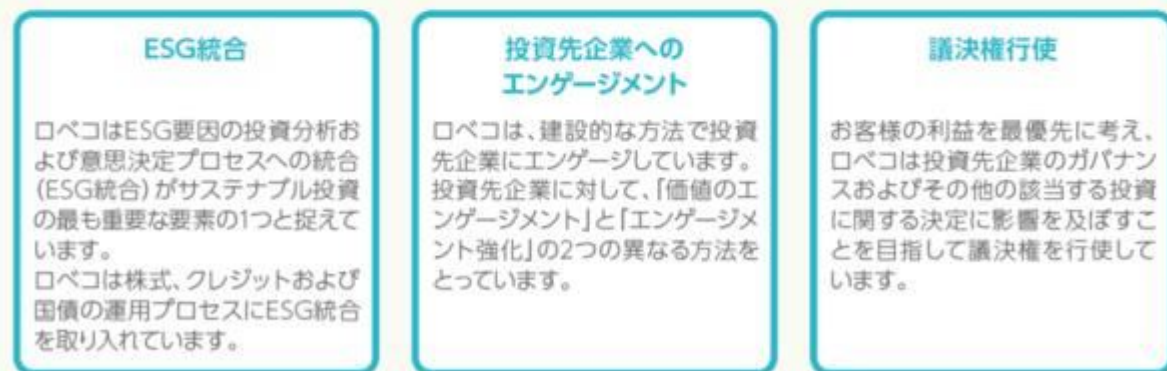 ESG統合
ロベコはESG要因の投資分析お
よび意思決定プロセスへの統合
(ESG統合)がサステナブル投資
の最も重要な要素の1つと捉えて
います。
ロベコは株式、クレジットおよび
国債の運用プロセスにESG統合
を取り入れています。
投資先企業への
エンゲージメント
ロベコは、建設的な方法で投資
先企業にエンゲージしています。
投資先企業に対して、「価値のエ
ンゲージメント」と「エンゲージメ
ント強化」の2つの異なる方法を
とっています。
議決権行使
お客様の利益を最優先に考え、
ロベコは投資先企業のガバナン
スおよびその他の該当する投資
に関する決定に影響を及ぼすこ
とを目指して議決権を行使して
います。